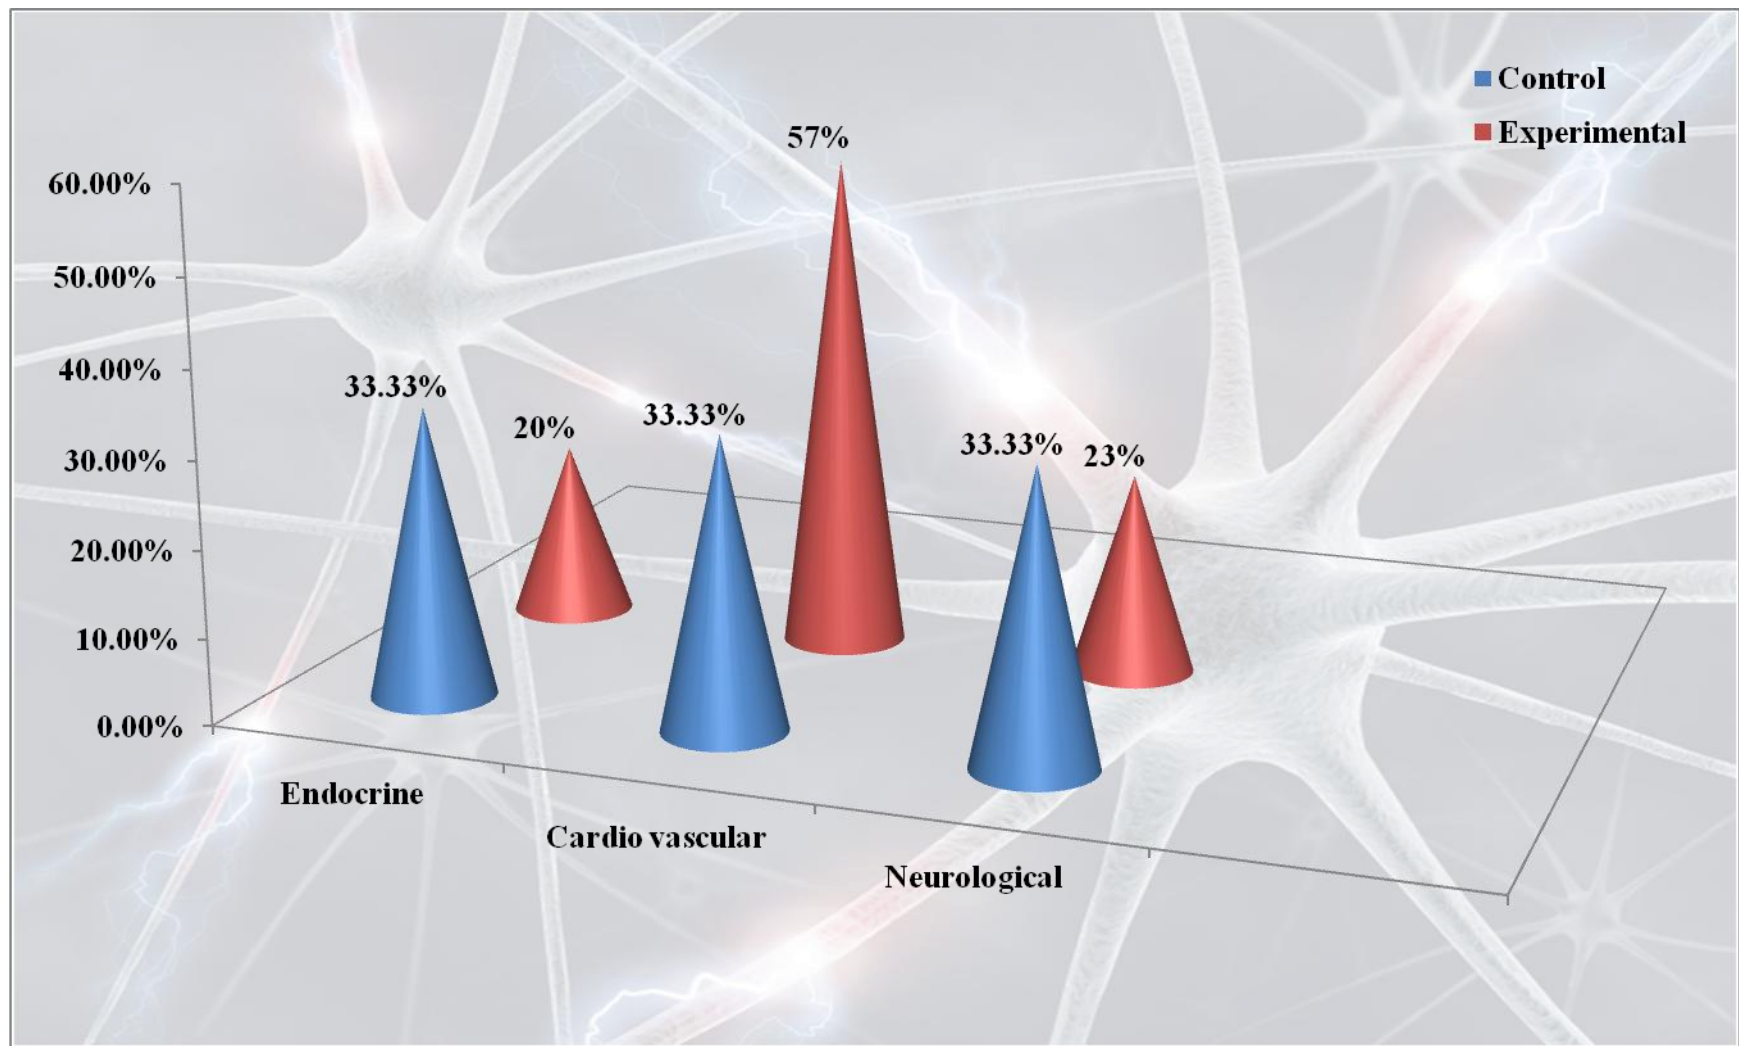 Control
Experimental
57%
60.00%
50.00%
40.00%
30.00%
20.00%
10.00%
0.00%
33.33%
20%
33.33%
33.33%
23%
Endocrine
Cardio vascular
Neurological